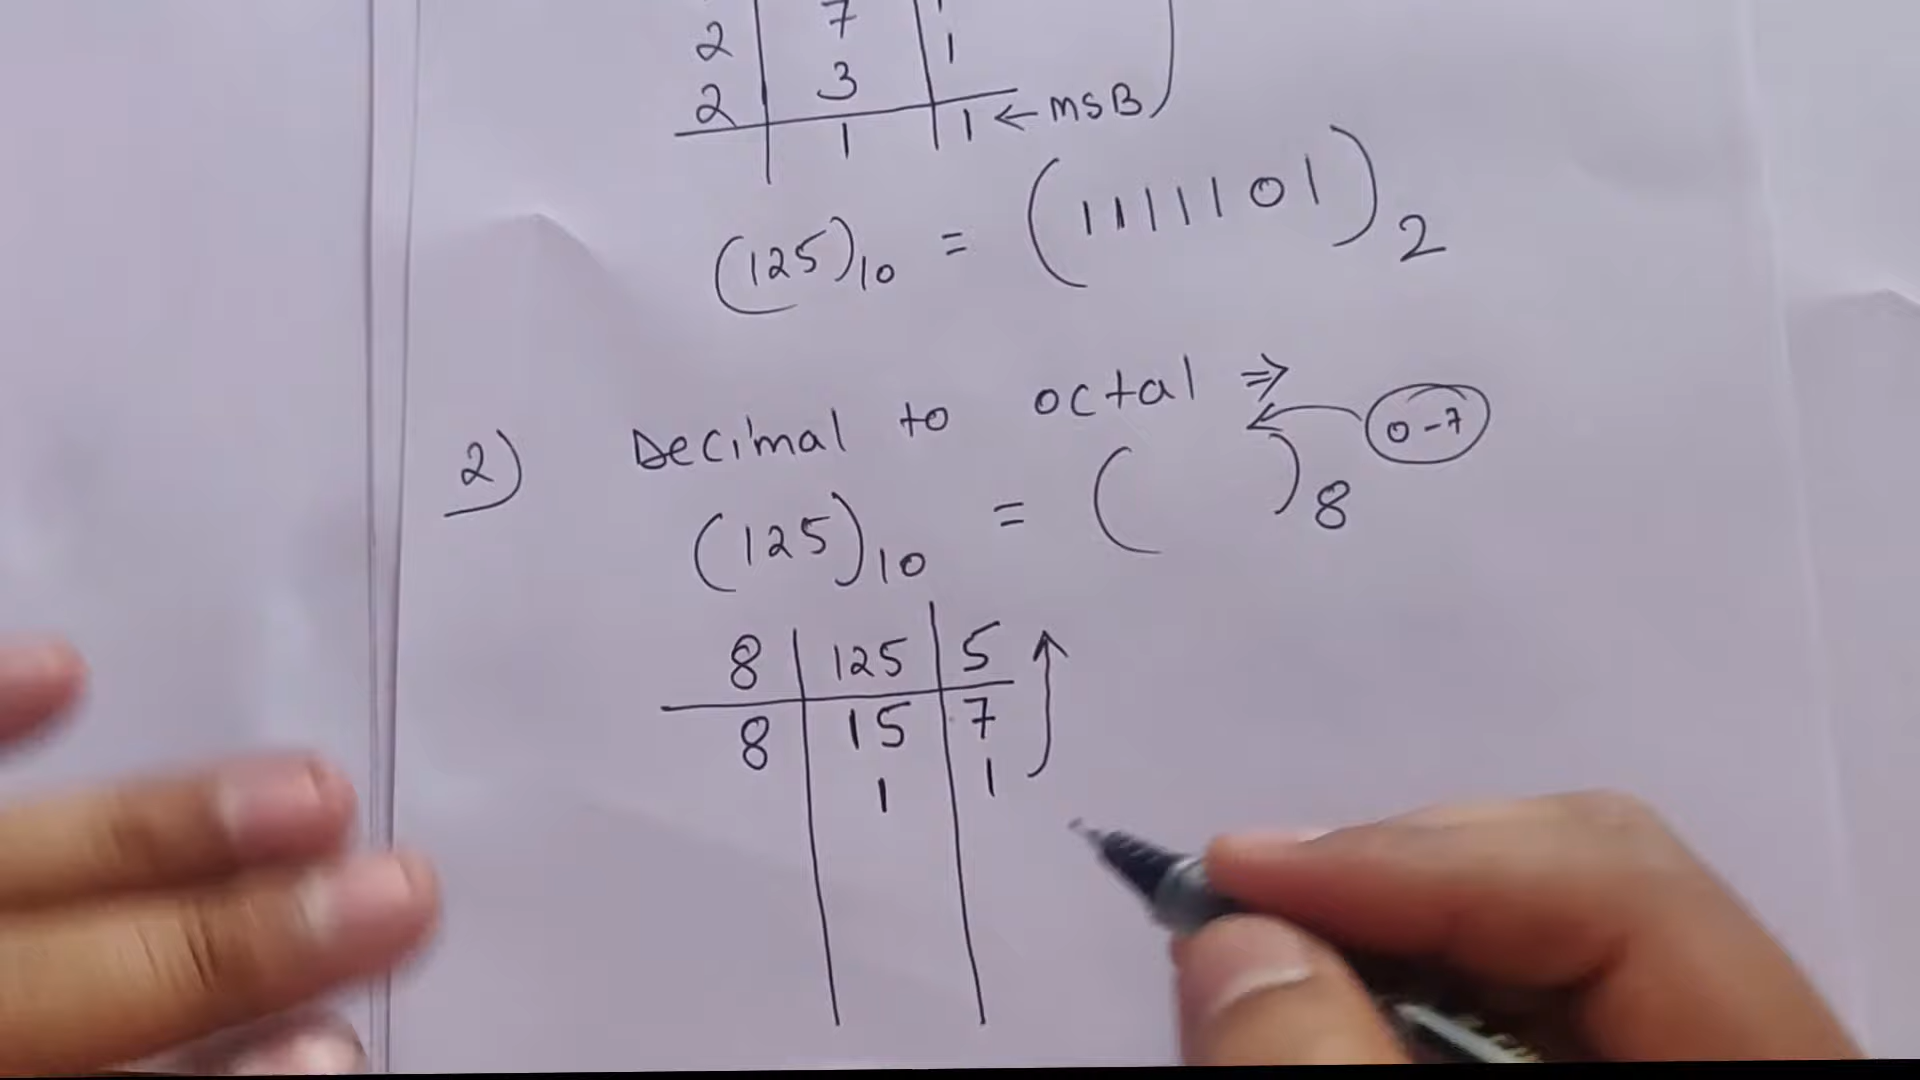 2 7 1
2 3
1 1 ← MSB
(125)10 = (1111101)2
2) Decimal to octal ⇒
0-7
(125)10 = ( )8
8 125 5
8 15 7
1 1